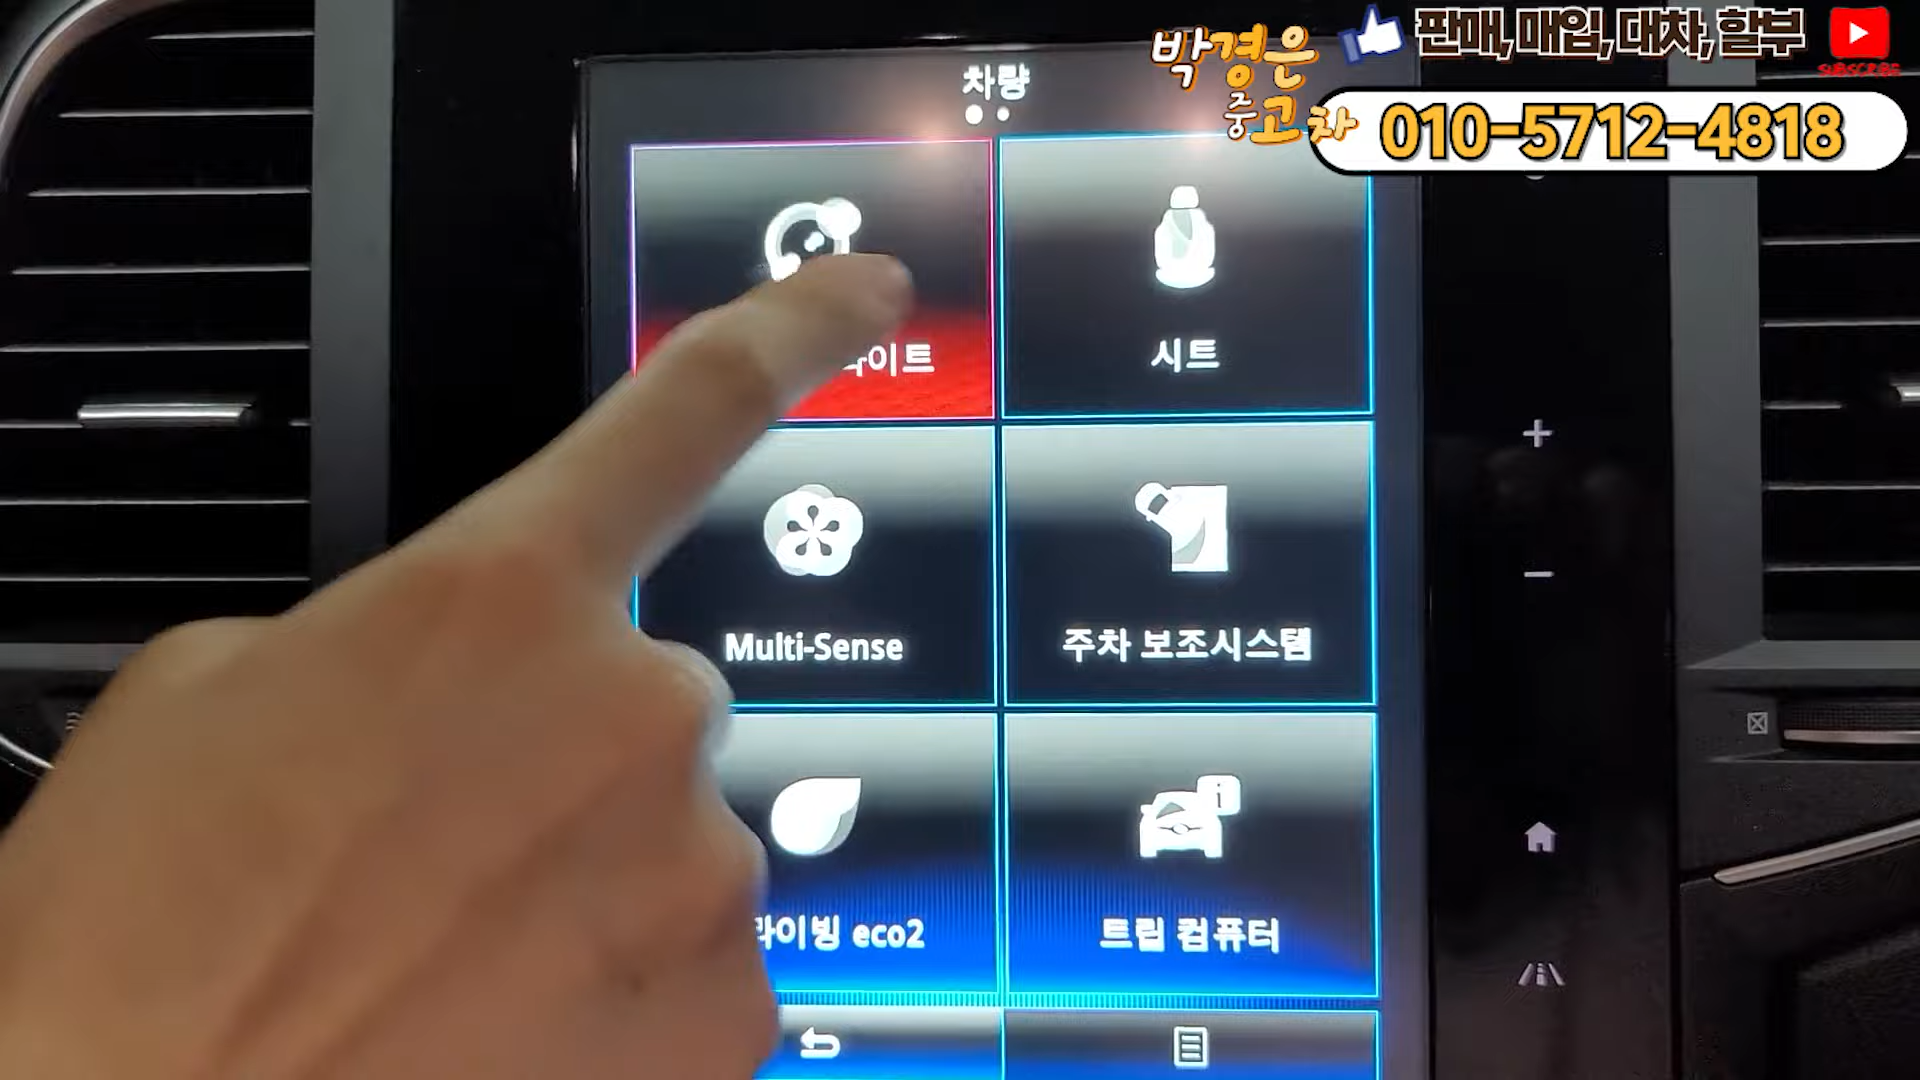 박경은
중고차
판매, 매입, 대차, 할부
SUBSCRIBE
010-5712-4818
차량
라이트
시트
Multi-Sense
주차 보조시스템
라이빙 eco2
트립 컴퓨터